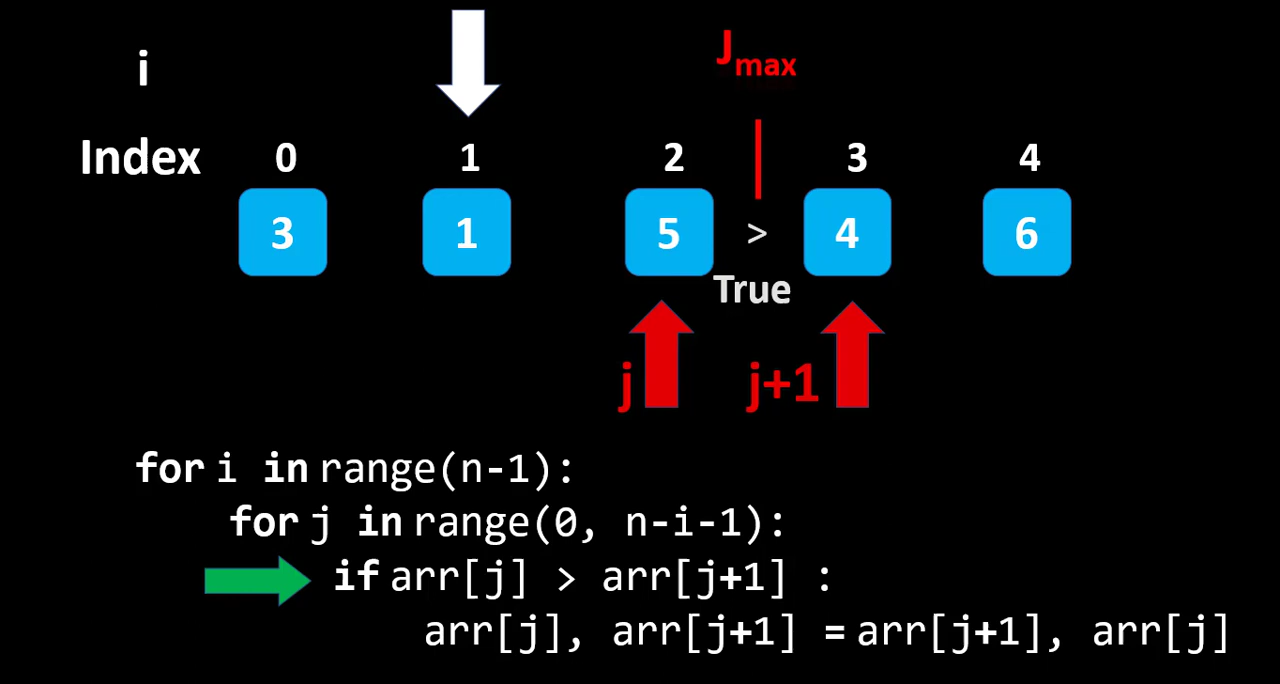 i
J max
Index 0 1 2 3 4
3 1 5 > 4 6
True
j j+1
for i in range(n-1):
for j in range(0, n-i-1):
if arr[j] > arr[j+1] :
arr[j], arr[j+1] = arr[j+1], arr[j]